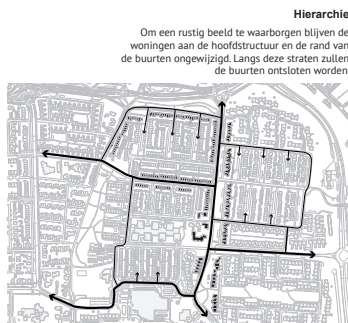 Hierarchie
Om een rustig beeld te waarborgen blijven de
woningen aan de hoofdstructuur en de rand van
de buurten ongewijzigd. Langs deze straten zullen
de buurten ontsloten worden